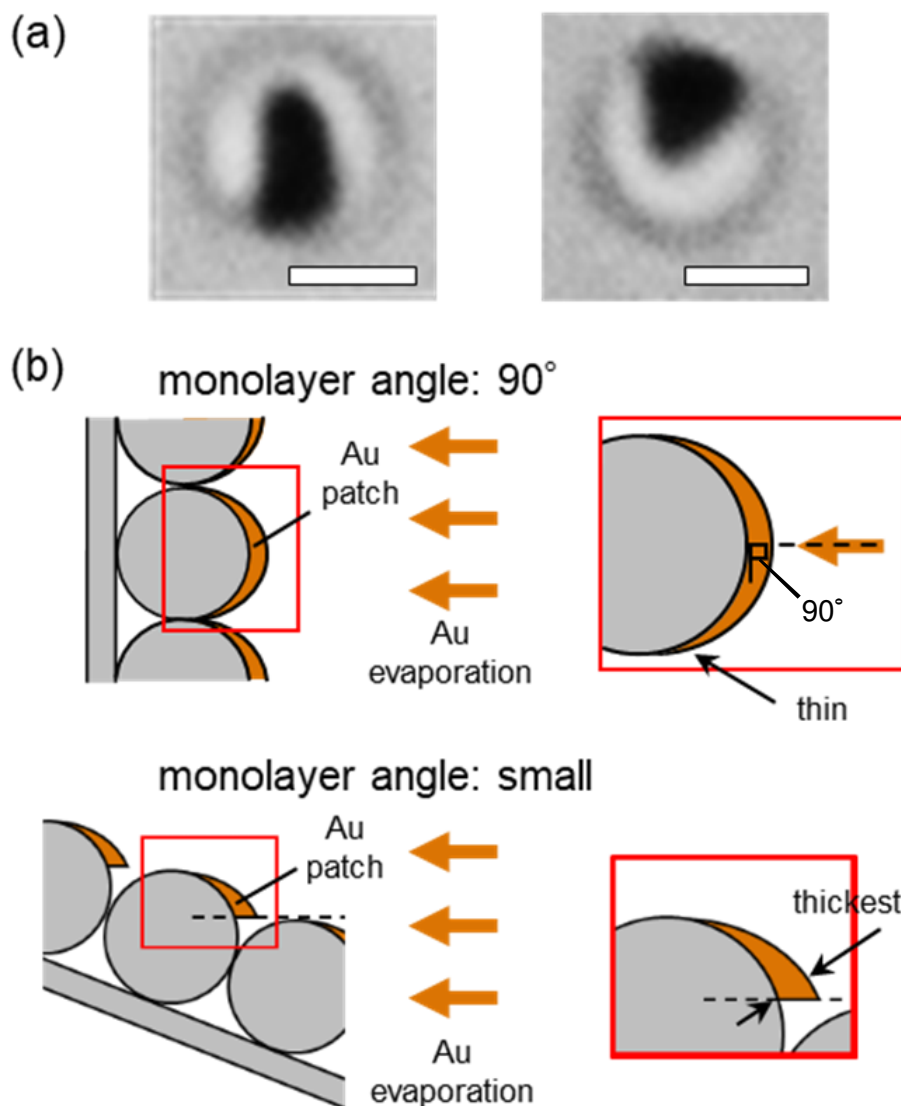 (a)
(b)
monolayer angle: 90°
Au
patch
Au
evaporation
90°
thin
monolayer angle: small
Au
patch
Au
evaporation
thickest